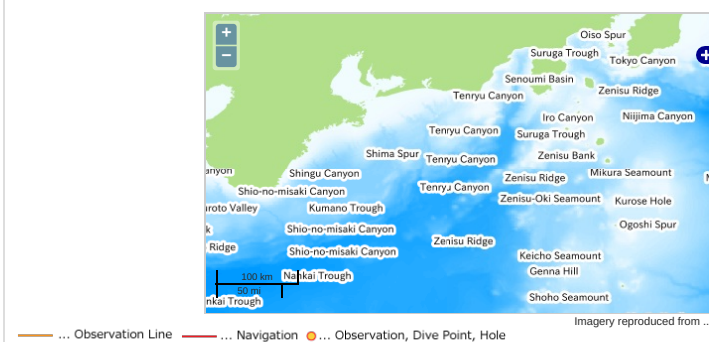 +
−
Oiso Spur
Suruga Trough
Tokyo Canyon
Senoumi Basin
Tenryu Canyon
Zenisu Ridge
Iro Canyon
Niijima Canyon
Tenryu Canyon
Suruga Trough
Shima Spur
Tenryu Canyon
Zenisu Bank
anyon
Shingu Canyon
Zenisu Ridge
Mikura Seamount
Shio-no-misaki Canyon
Tenryu Canyon
Zenisu-Oki Seamount
Kurose Hole
uroto Valley
Kumano Trough
Ogoshi Spur
Shio-no-misaki Canyon
Zenisu Ridge
Ridge
Shio-no-misaki Canyon
Keicho Seamount
Genna Hill
100 km
Nankai Trough
50 mi
nkai Trough
Shoho Seamount
Imagery reproduced from ..
... Observation Line ... Navigation ... Observation, Dive Point, Hole